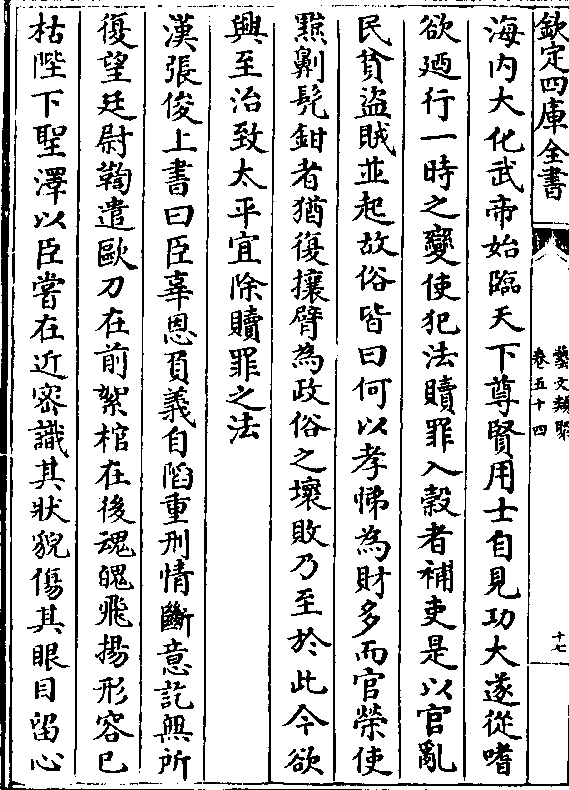 欽定四庫全書
藝文類聚
卷五十四
十七
海内大化武帝始臨天下尊賢用士自見功大遂從嗜
欲廼行一時之變使犯法贖罪入穀者補吏是以官亂
民貧盜賊並起故俗皆曰何以孝悌為財多而官榮使
黥劓髡鉗者猶復攘臂為政俗之壞敗乃至於此今欲
興至治致太平宜除贖罪之法
漢張俊上書曰臣辜恩負義自陷重刑情斷意訖無所
復望廷尉鞫遣歐刀在前絮棺在後魂魄飛揚形容已
枯陛下聖澤以臣嘗在近密識其狀貌傷其眼目留心